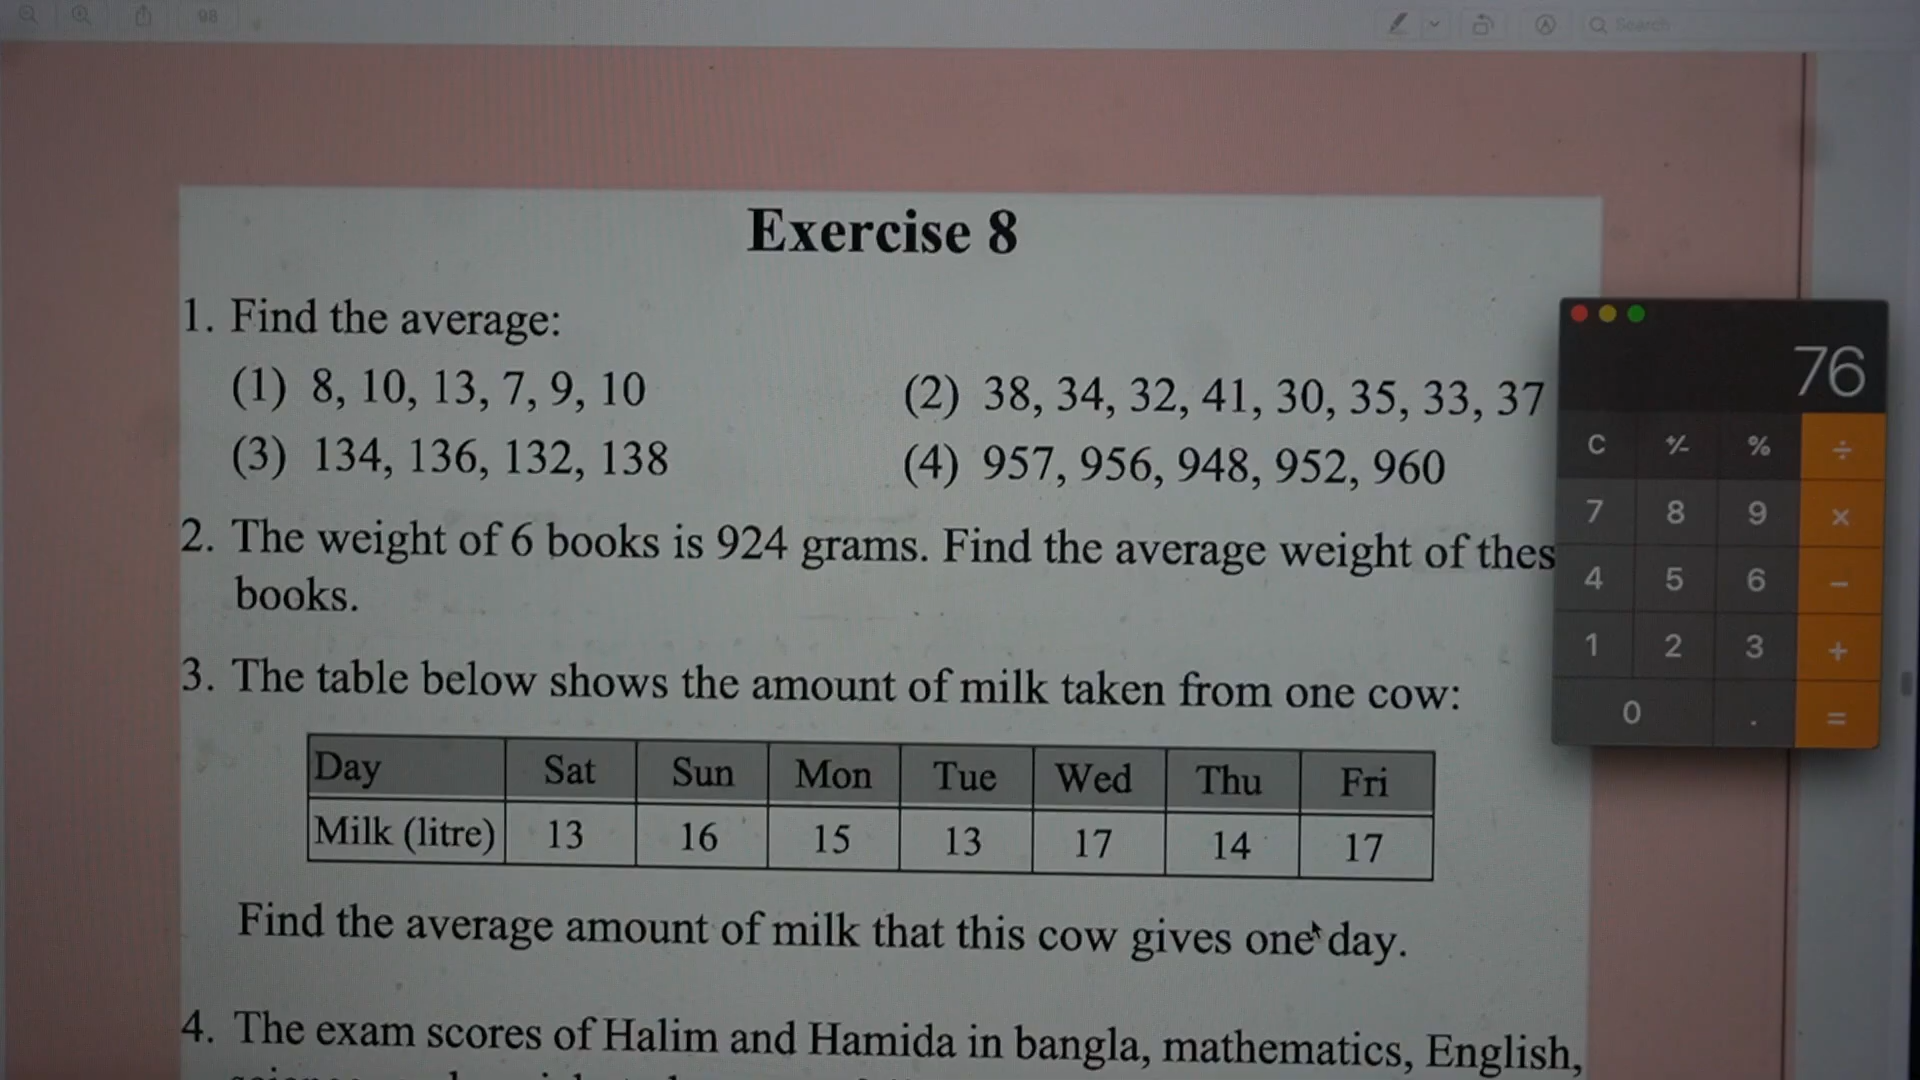 98
Search
Exercise 8
1. Find the average:
(1) 8, 10, 13, 7, 9, 10
(2) 38, 34, 32, 41, 30, 35, 33, 37
(3) 134, 136, 132, 138
(4) 957, 956, 948, 952, 960
2. The weight of 6 books is 924 grams. Find the average weight of thes
books.
3. The table below shows the amount of milk taken from one cow:
Day Sat Sun Mon Tue Wed Thu Fri
Milk (litre) 13 16 15 13 17 14 17
Find the average amount of milk that this cow gives one day.
4. The exam scores of Halim and Hamida in bangla, mathematics, English,
76
C +/- % ÷
7 8 9 ×
4 5 6 −
1 2 3 +
0 . =